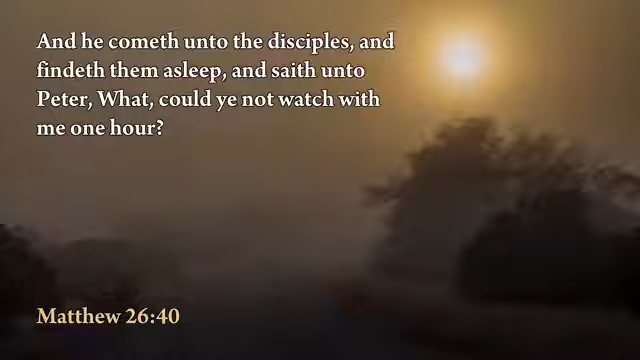 And he cometh unto the disciples, and
findeth them asleep, and saith unto
Peter, What, could ye not watch with
me one hour?
Matthew 26:40